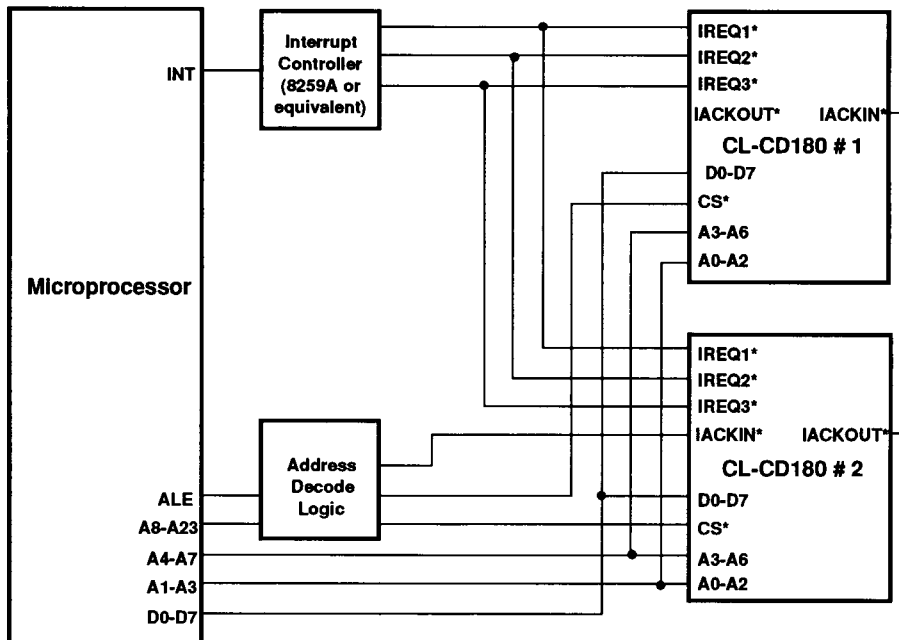 Microprocessor
INT
ALE
A8-A23
A4-A7
A1-A3
D0-D7
Interrupt
Controller
(8259A or
equivalent)
Address
Decode
Logic
IREQ1*
IREQ2*
IREQ3*
IACKOUT* IACKIN*
CL-CD180 # 1
D0-D7
CS*
A3-A6
A0-A2
IREQ1*
IREQ2*
IREQ3*
IACKIN* IACKOUT*
CL-CD180 # 2
D0-D7
CS*
A3-A6
A0-A2